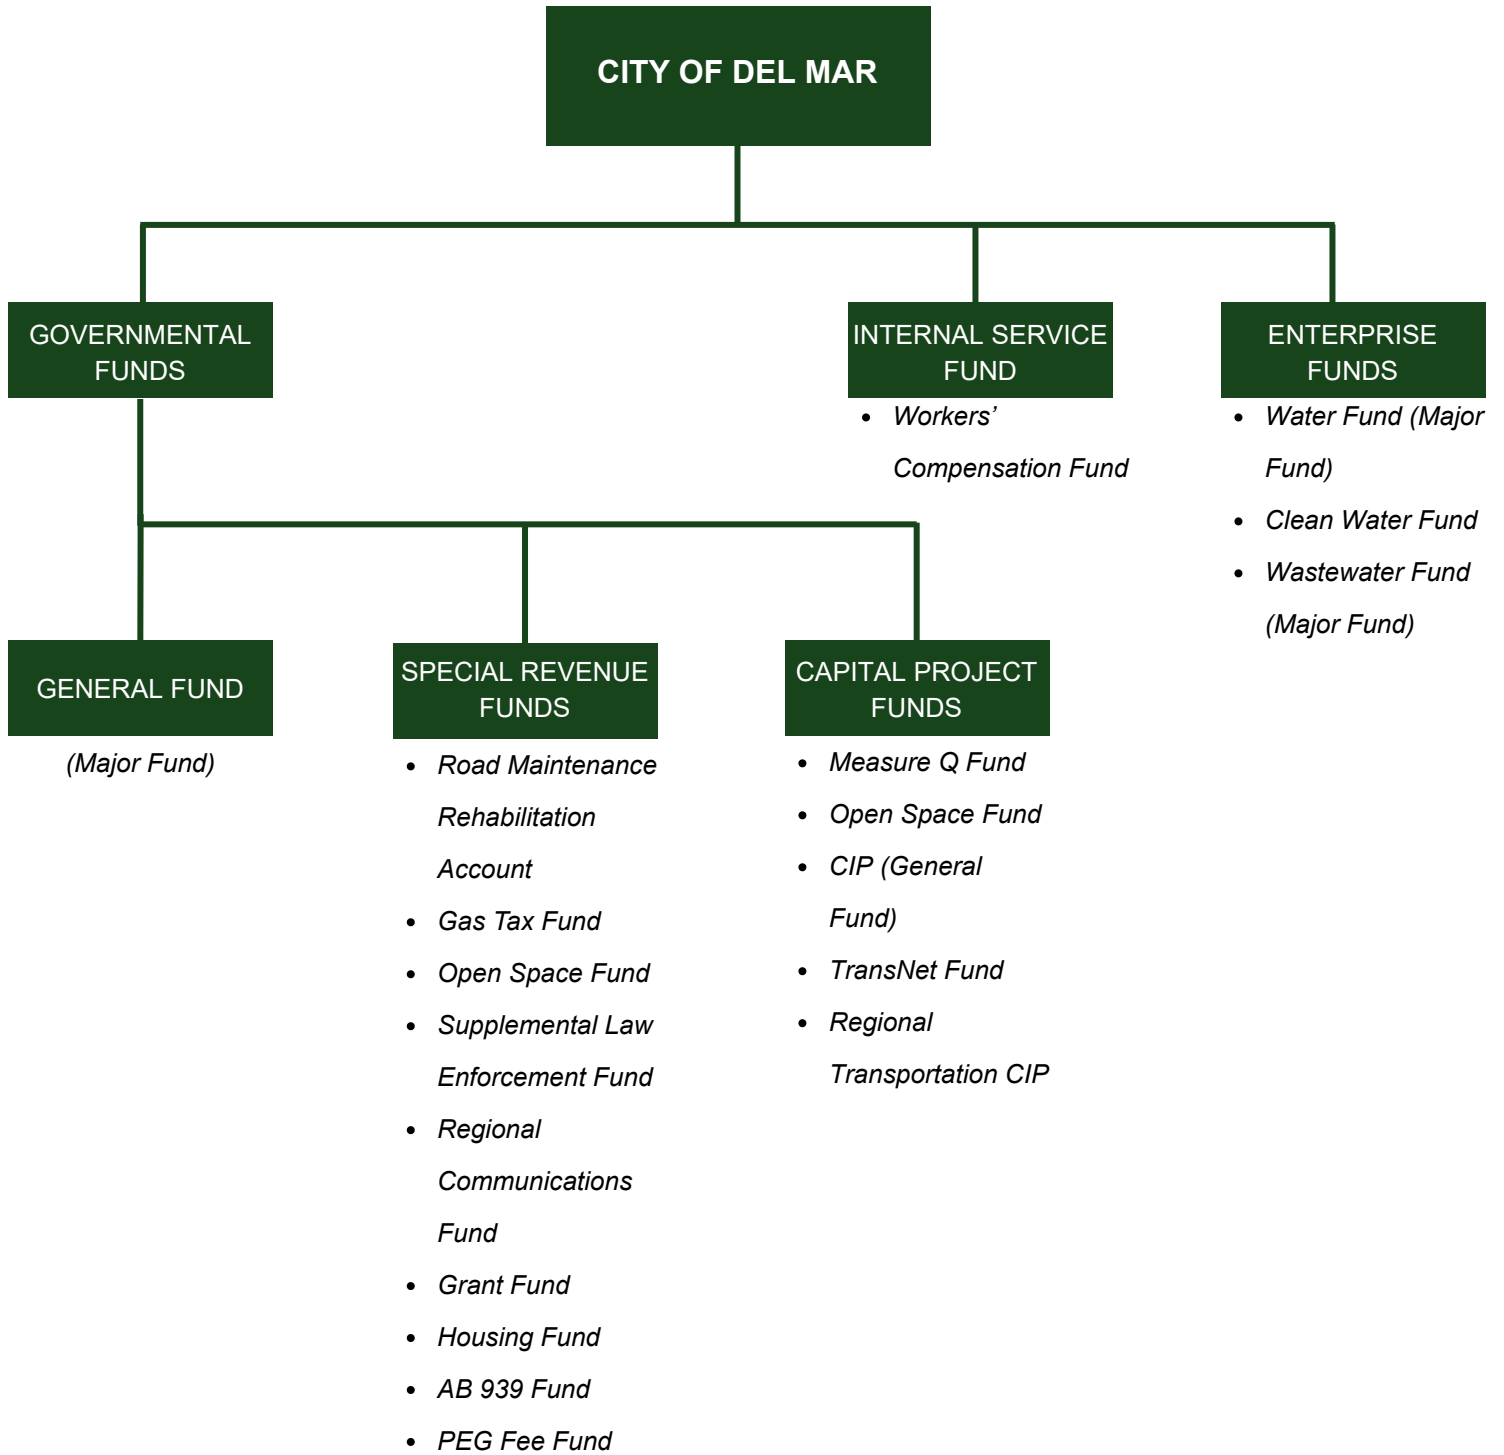 CITY OF DEL MAR
GOVERNMENTAL
FUNDS
INTERNAL SERVICE
FUND
• Workers’
Compensation Fund
ENTERPRISE
FUNDS
• Water Fund (Major
Fund)
• Clean Water Fund
• Wastewater Fund
(Major Fund)
GENERAL FUND
(Major Fund)
SPECIAL REVENUE
FUNDS
• Road Maintenance
Rehabilitation
Account
• Gas Tax Fund
• Open Space Fund
• Supplemental Law
Enforcement Fund
• Regional
Communications
Fund
• Grant Fund
• Housing Fund
• AB 939 Fund
• PEG Fee Fund
CAPITAL PROJECT
FUNDS
• Measure Q Fund
• Open Space Fund
• CIP (General
Fund)
• TransNet Fund
• Regional
Transportation CIP